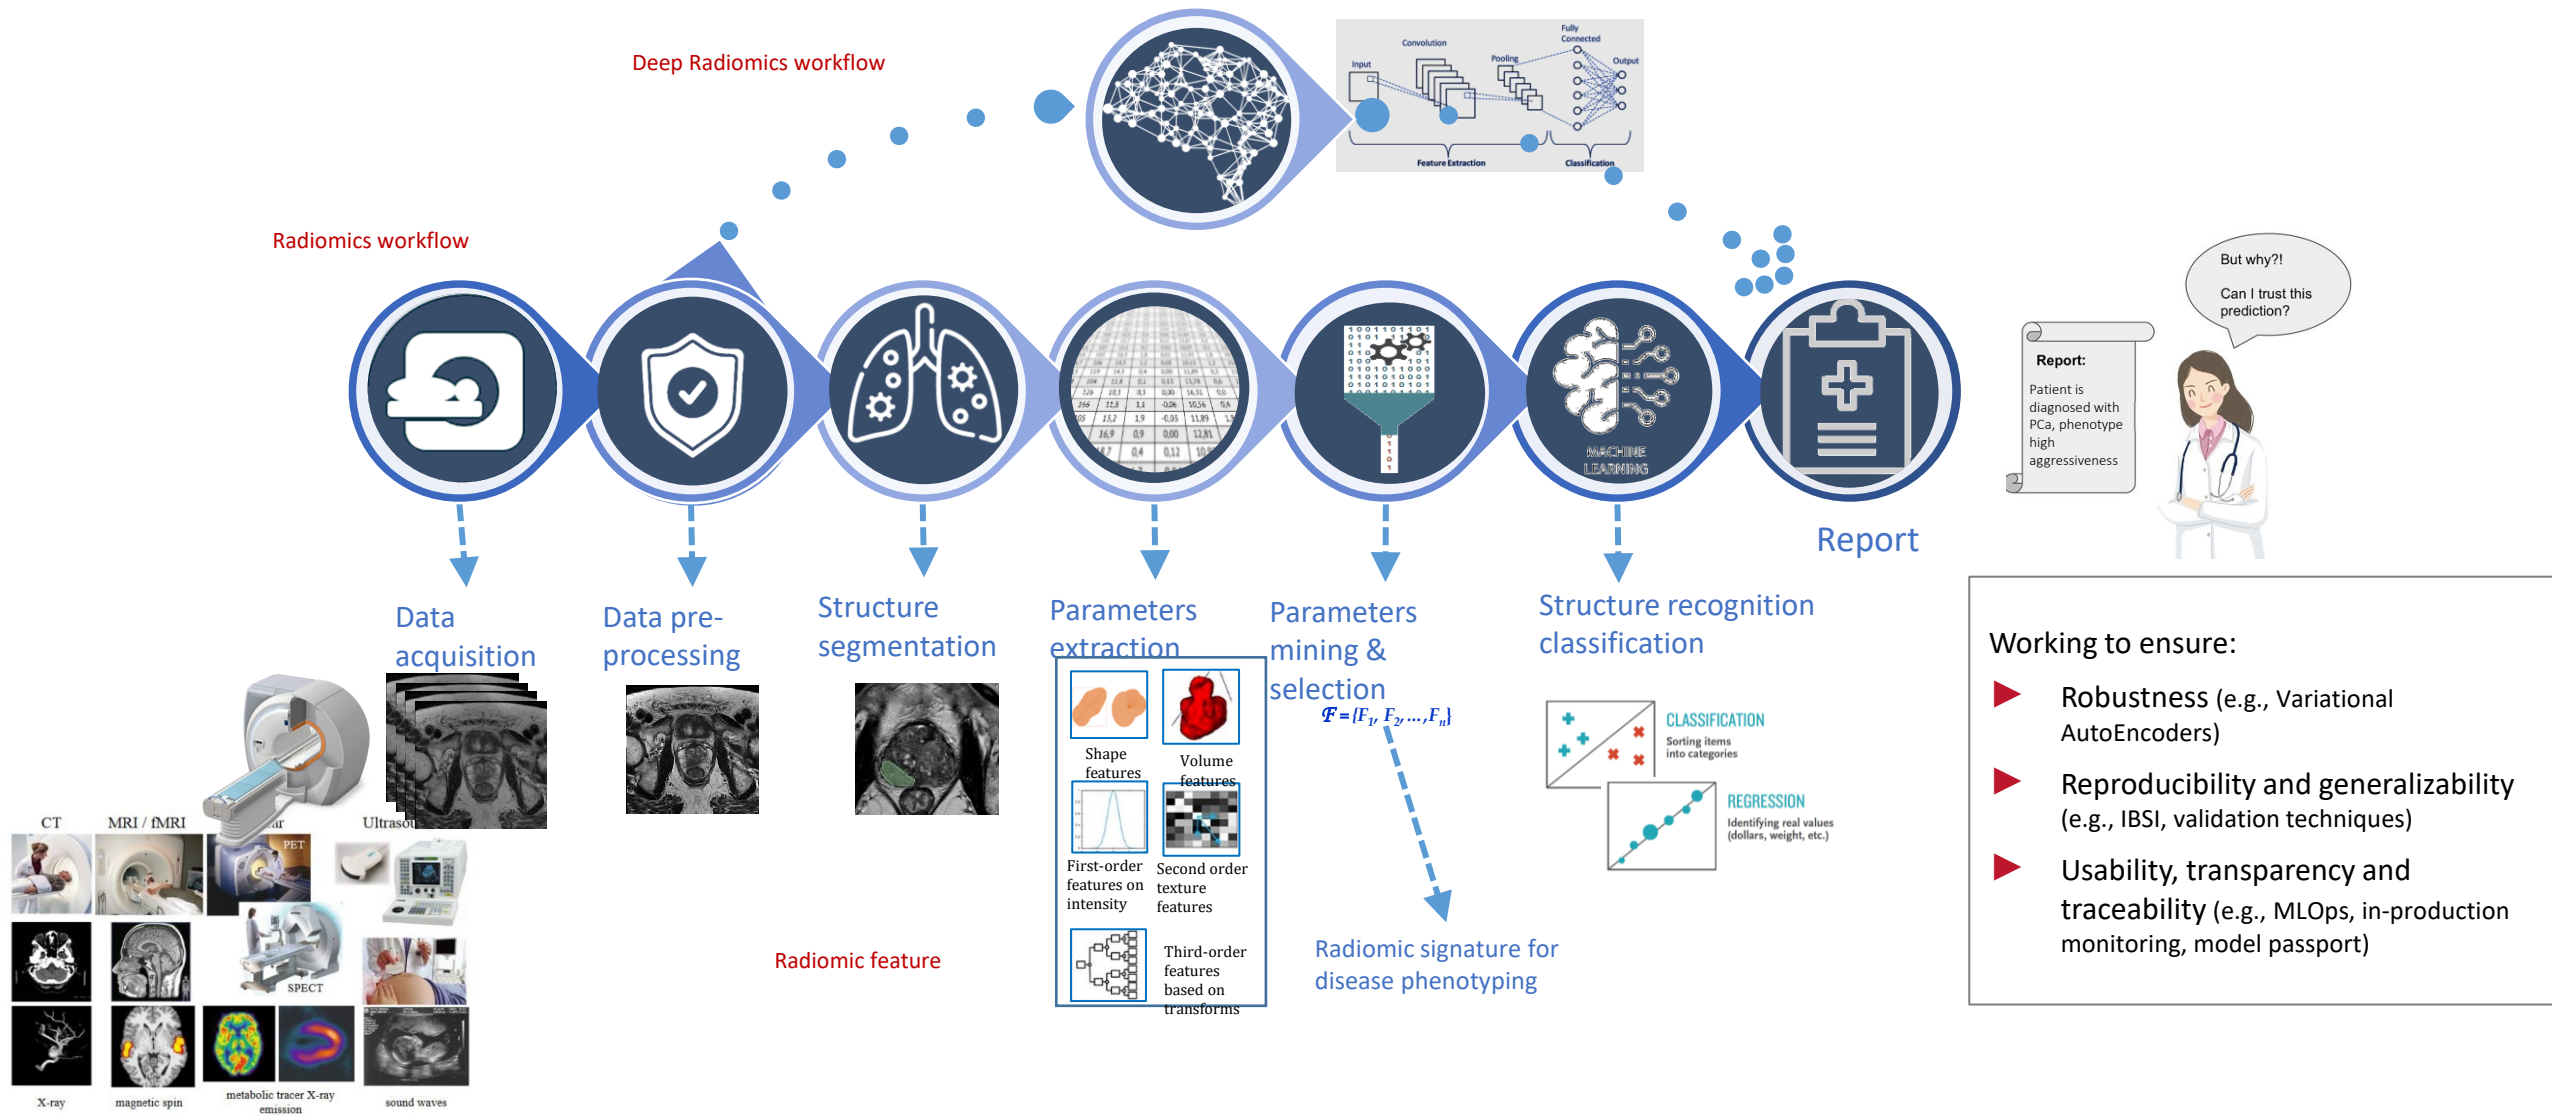 Deep Radiomics workflow
Input
Convolution
Pooling
Fully
Connected
Output
Feature Extraction
Classification
Radiomics workflow
MACHINE
LEARNING
Report
But why?!
Can I trust this
prediction?
Report:
Patient is
diagnosed with
PCa, phenotype
high
aggressiveness
Data
acquisition
Data pre-
processing
Structure
segmentation
Parameters
extraction
Parameters
mining &
selection
Structure recognition
classification
F = {F1, F2, ...,Fn}
Shape
features
Volume
features
First-order
features on
intensity
Second order
texture
features
Third-order
features
based on
transforms
Radiomic feature
Radiomic signature for
disease phenotyping
CLASSIFICATION
Sorting items
into categories
REGRESSION
Identifying real values
(dollars, weight, etc.)
CT
MRI / fMRI
PET
SPECT
X-ray
magnetic spin
metabolic tracer X-ray
emission
sound waves
Working to ensure:
Robustness (e.g., Variational
AutoEncoders)
Reproducibility and generalizability
(e.g., IBSI, validation techniques)
Usability, transparency and
traceability (e.g., MLOps, in-production
monitoring, model passport)